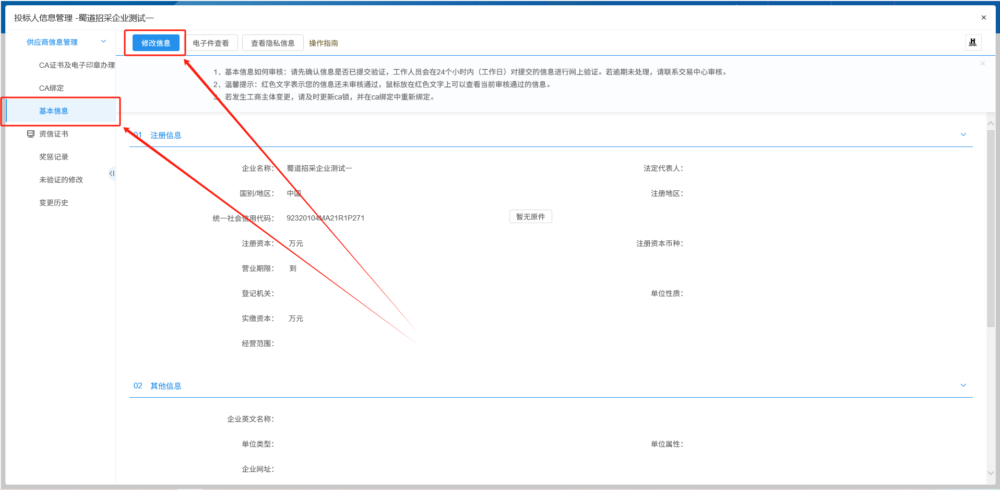 投标人信息管理 -蜀道招采企业测试一
×
供应商信息管理
修改信息
电子件查看
查看隐私信息
操作指南
H
HISTORY
CA证书及电子印章办理
CA绑定
基本信息
资信证书
奖惩记录
未验证的修改
变更历史
1、基本信息如何审核：请先确认信息是否已提交验证，工作人员会在24个小时内（工作日）对提交的信息进行网上验证。若逾期未处理，请联系交易中心审核。
2、温馨提示：红色文字表示您的信息还未审核通过，鼠标放在红色文字上可以查看当前审核通过的信息。
3、若发生工商主体变更，请及时更新ca锁，并在ca绑定中重新绑定。
01 注册信息
企业名称： 蜀道招采企业测试一
法定代表人：
国别/地区： 中国
注册地区：
统一社会信用代码： 92320104MA21R1P271
暂无原件
注册资本： 万元
注册资本币种：
营业期限： 到
登记机关：
单位性质：
实缴资本： 万元
经营范围：
02 其他信息
企业英文名称：
单位类型：
单位属性：
企业网址：